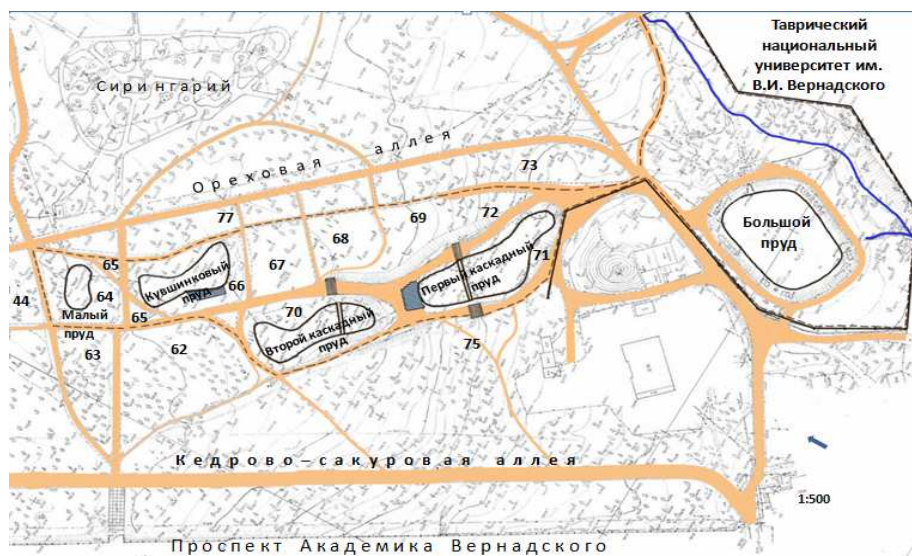 Таврический
национальный
университет им.
В.И. Вернадского
Сирингарий
Ореховая аллея
73
77
69
72
68
Большой
пруд
65
67
71
Кувшинковый
пруд
66
Первый каскадный
пруд
44
64
Малый
пруд
65
70
Второй каскадный
пруд
63
62
75
Кедрово–сакуровая аллея
1:500
Проспект Академика Вернадского